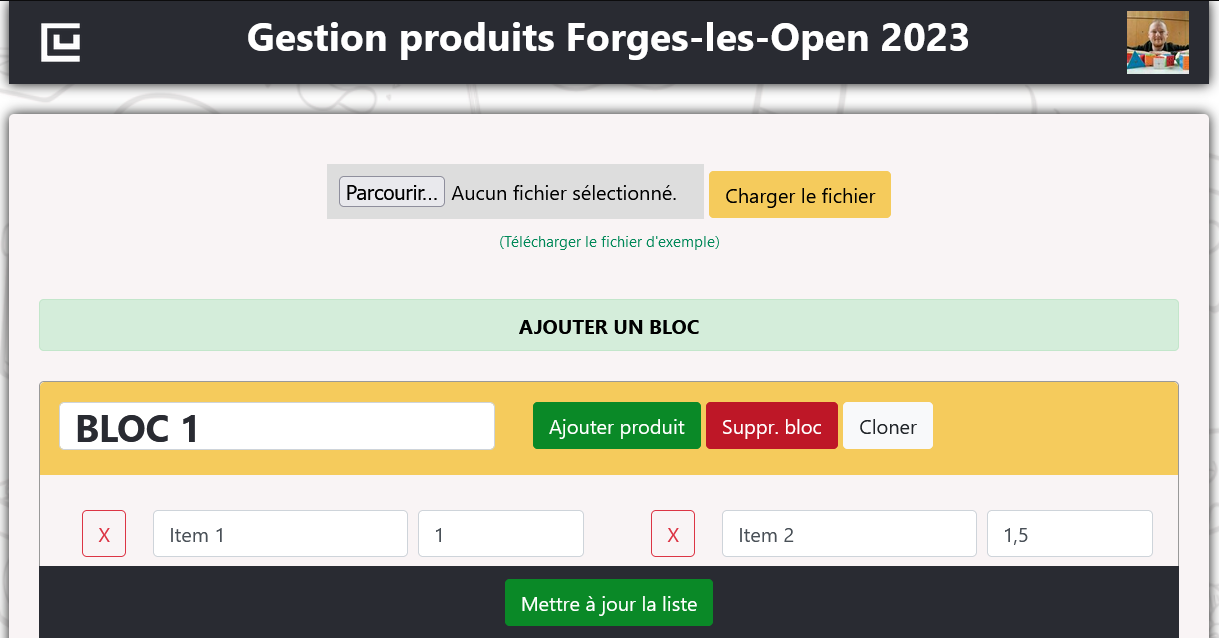 Gestion produits Forges-les-Open 2023
Parcourir... Aucun fichier sélectionné. Charger le fichier
(Télécharger le fichier d'exemple)
AJOUTER UN BLOC
BLOC 1 Ajouter produit Suppr. bloc Cloner
X Item 1 1 X Item 2 1,5
Mettre à jour la liste